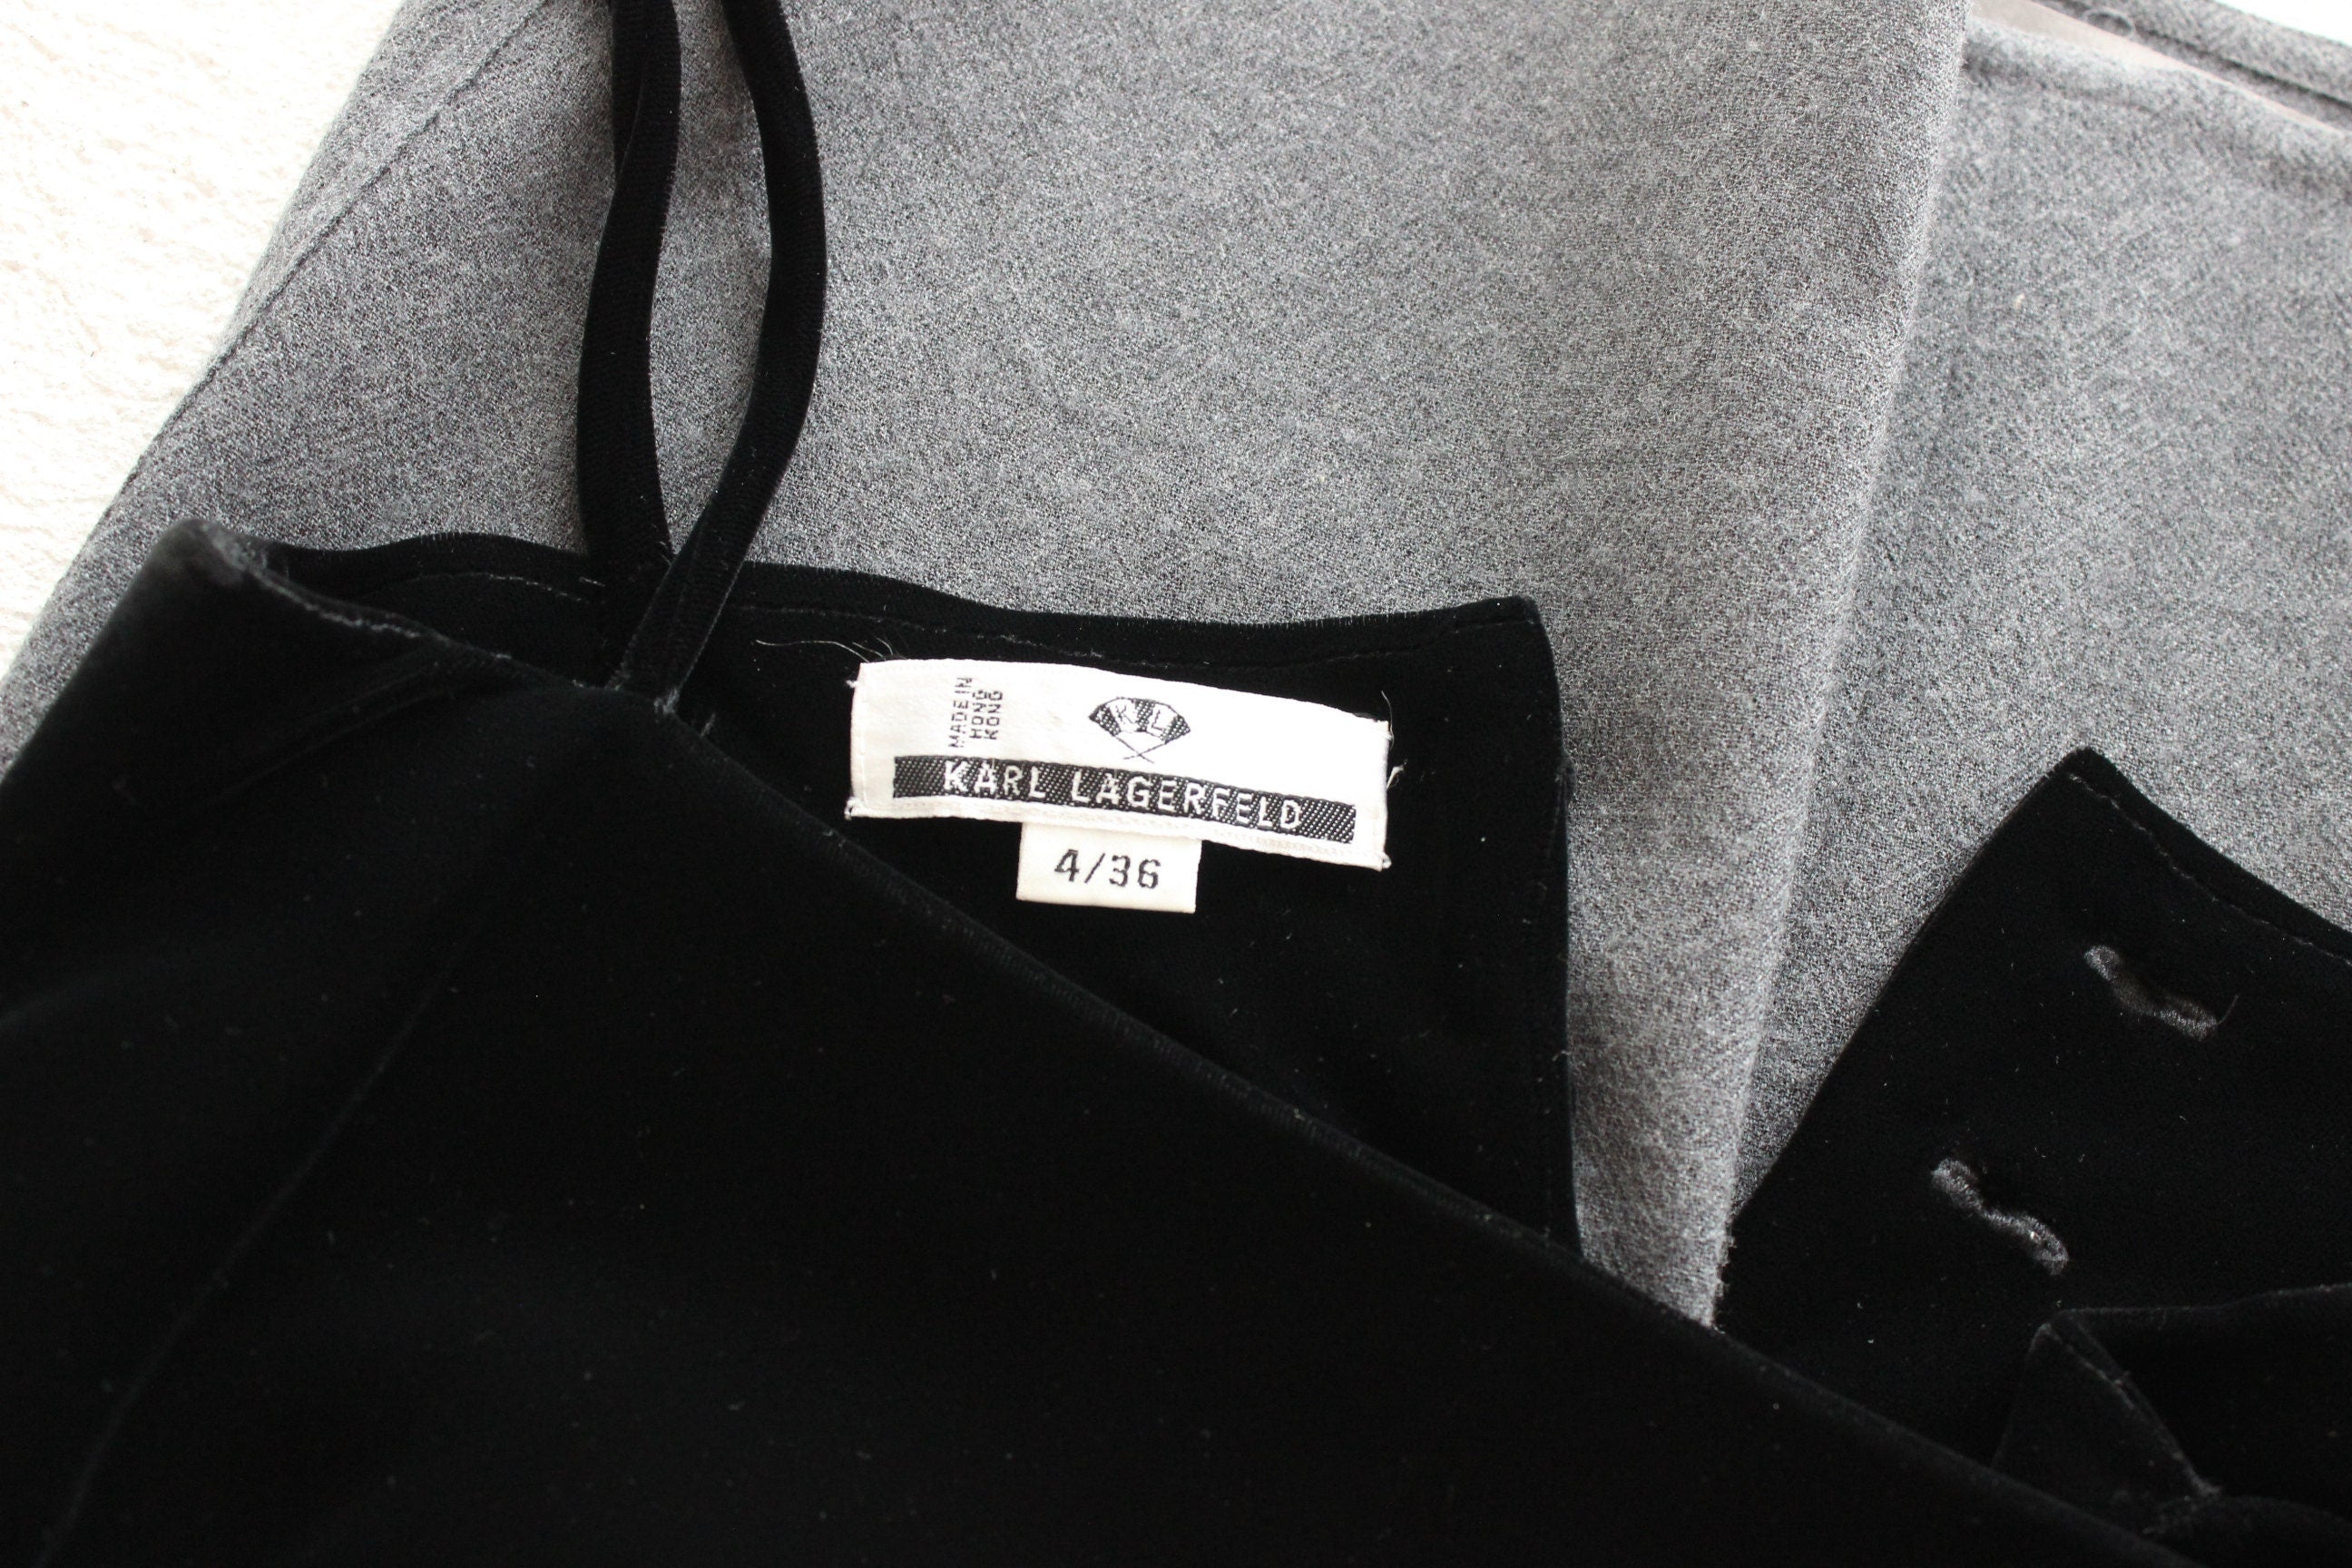 MADE IN
HONG
KONG
KL
KARL LAGERFELD
4/36